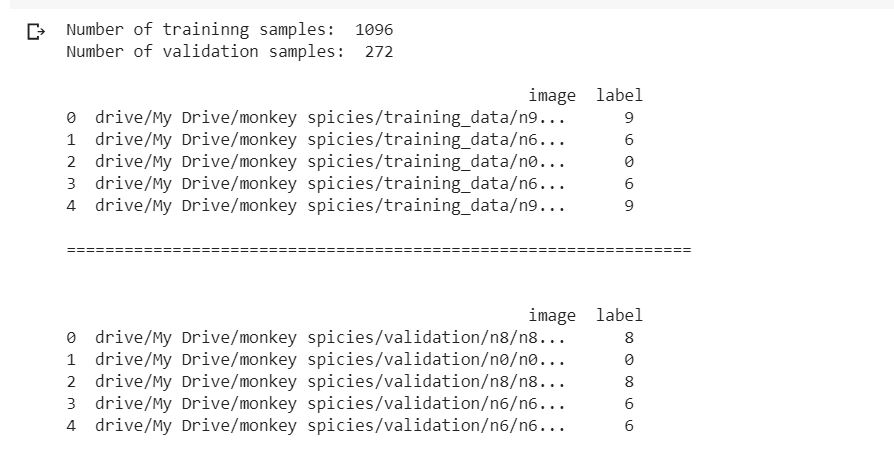 Number of traininng samples:  1096
Number of validation samples:  272
image  label
0  drive/My Drive/monkey spicies/training_data/n9...      9
1  drive/My Drive/monkey spicies/training_data/n6...      6
2  drive/My Drive/monkey spicies/training_data/n0...      0
3  drive/My Drive/monkey spicies/training_data/n6...      6
4  drive/My Drive/monkey spicies/training_data/n9...      9
=================================================================
image  label
0  drive/My Drive/monkey spicies/validation/n8/n8...      8
1  drive/My Drive/monkey spicies/validation/n0/n0...      0
2  drive/My Drive/monkey spicies/validation/n8/n8...      8
3  drive/My Drive/monkey spicies/validation/n6/n6...      6
4  drive/My Drive/monkey spicies/validation/n6/n6...      6